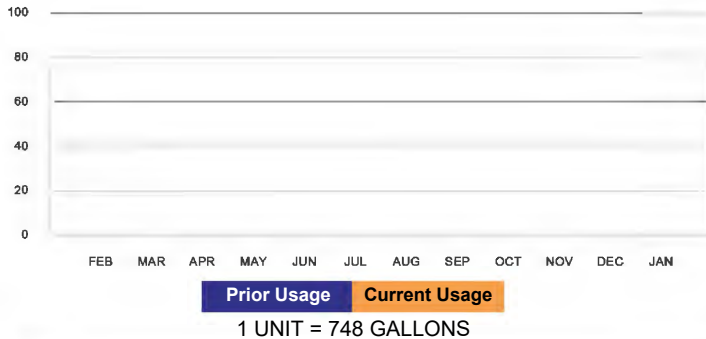 100
80
60
40
20
0
FEB MAR APR MAY JUN JUL AUG SEP OCT NOV DEC JAN
Prior Usage Current Usage
1 UNIT = 748 GALLONS